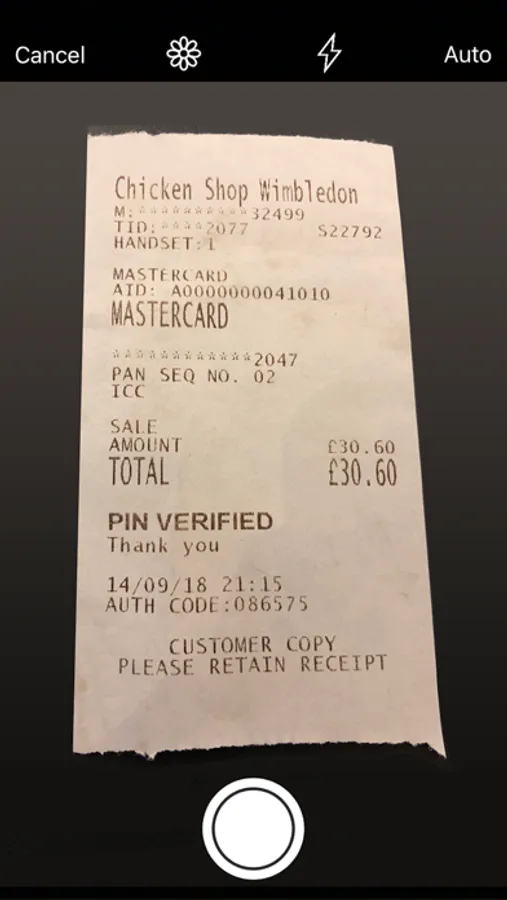 Cancel Auto
Chicken Shop Wimbledon
M:**********32499
TID:****2077 S22792
HANDSET:1
MASTERCARD
AID: A0000000041010
MASTERCARD
************2047
PAN SEQ NO. 02
ICC
SALE
AMOUNT £30.60
TOTAL £30.60
PIN VERIFIED
Thank you
14/09/18 21:15
AUTH CODE:086575
CUSTOMER COPY
PLEASE RETAIN RECEIPT